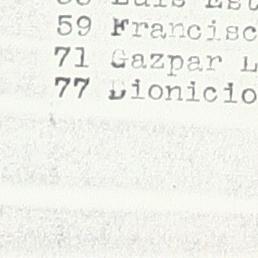 59 Francisc
71 Gazpar L
77 Dionicio